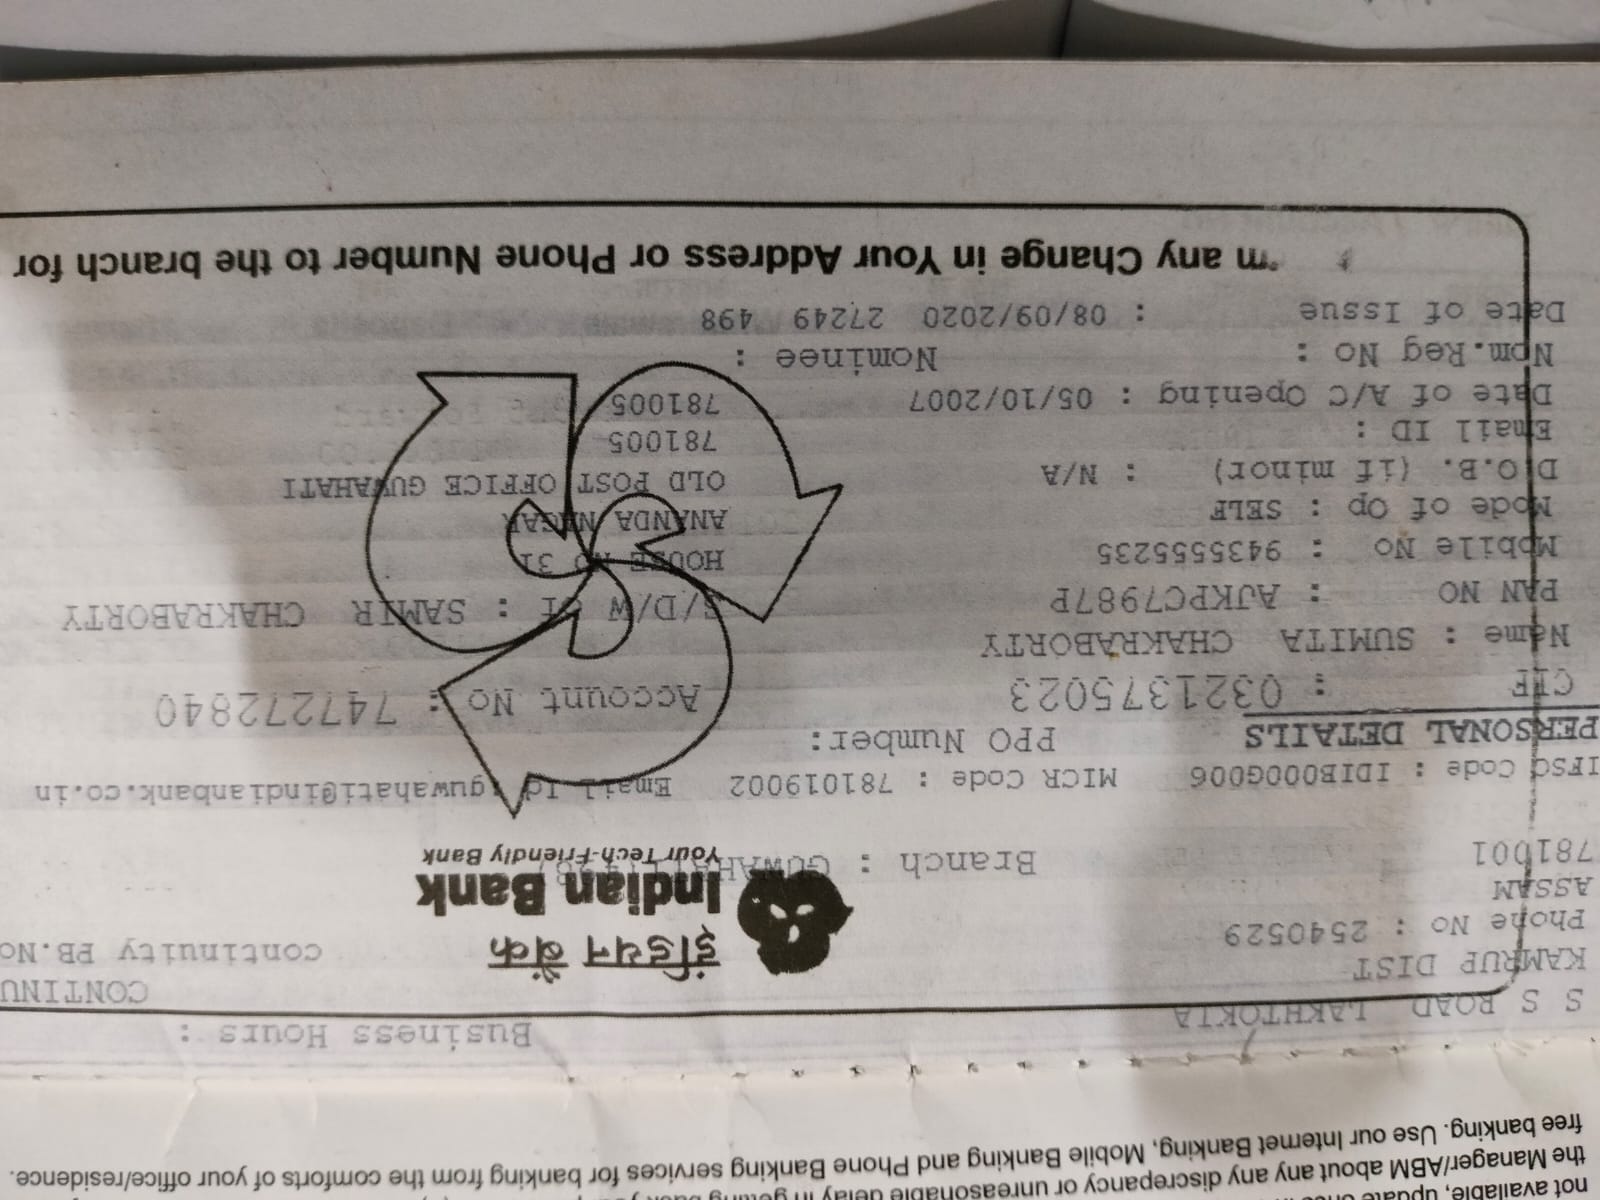 not available, update
the Manager/ABM about any discrepancy or unreasonable delay in getting back
free banking. Use our Internet Banking, Mobile Banking and Phone Banking services for banking from the comforts of your office/residence.
Business Hours :
S S ROAD LAKHTOKIA
CONTINU
KAMRUP DIST
continuity PB.No
Phone No : 2540529
ASSAM
781001
इंडियन बैंक
Indian Bank
Your Tech-Friendly Bank
Branch : GUWAHATI
IFSC Code : IDIB000G006 MICR Code : 781019002 Email Id guwahati@indianbank.co.in
PERSONAL DETAILS PPO Number:
CIF : 0321375023 Account No : 747272840
Name : SUMITA CHAKRABORTY
PAN NO : AJKPC7987P S/D/W OF : SAMIR CHAKRABORTY
Mobile No : 9435555235 HOUSE NO 31
Mode of Op : SELF ANANDA NAGAR
D.O.B. (if minor) : N/A OLD POST OFFICE GUWAHATI
Email ID : 781005
Date of A/C Opening : 05/10/2007 781005
Nom.Reg No : Nominee :
Date of Issue : 08/09/2020 27249 498
m any Change in Your Address or Phone Number to the branch for